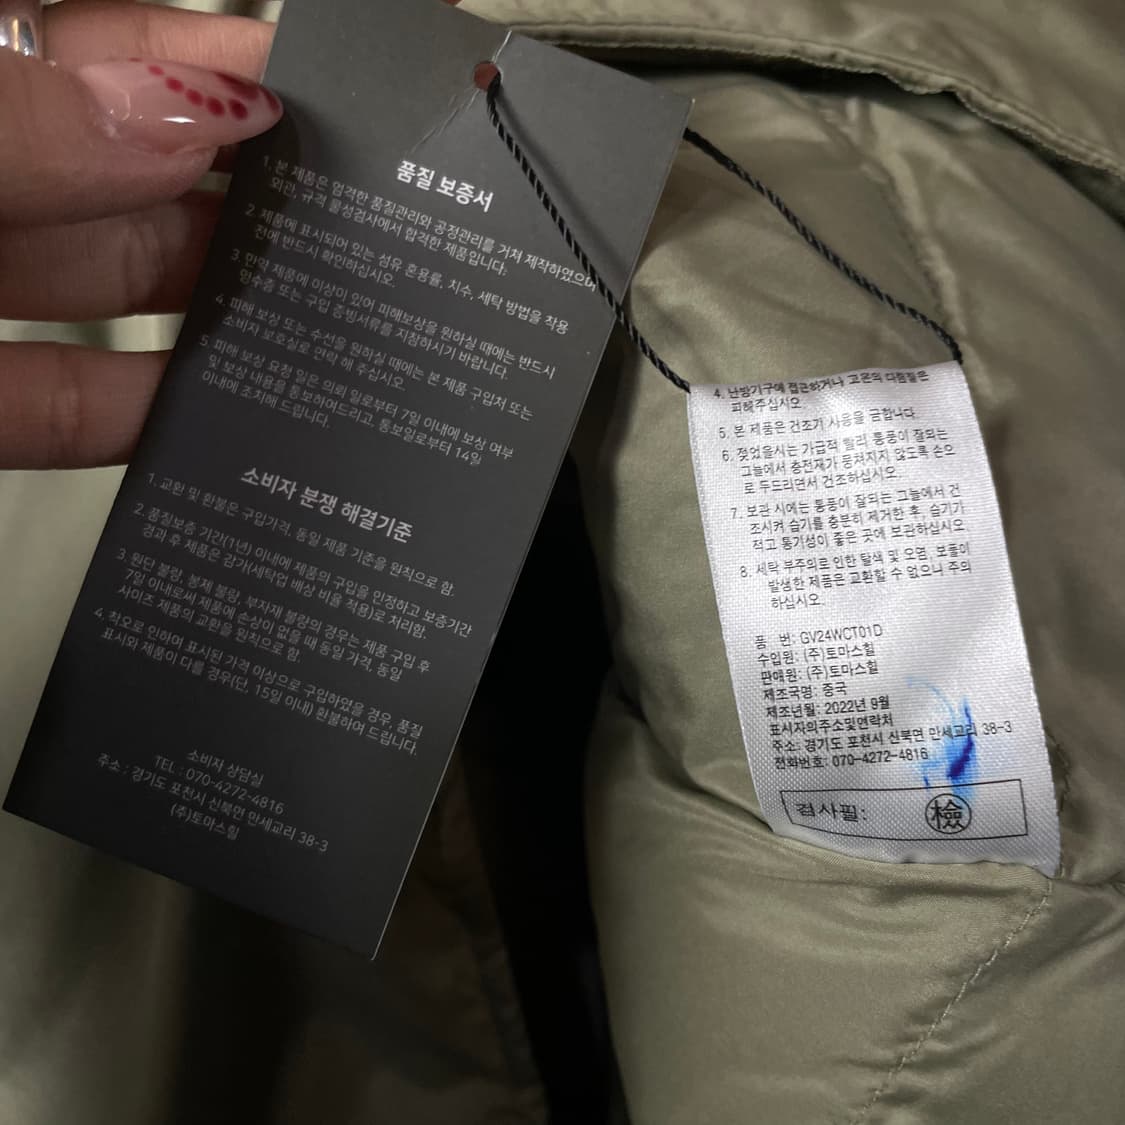 품질 보증서
1. 본 제품은 엄격한 품질관리와 공정관리를 거져 제작하였으며
외관, 규격 물성검사에서 합격한 제품입니다.
2. 제품에 표시되어 있는 섬유 혼용률, 치수, 세탁 방법을 착용
전에 반드시 확인하십시오.
3. 만약 제품에 이상이 있어 피해보상을 원하실 때에는 반드시
영수증 또는 구입 증빙서류를 지참하시기 바랍니다.
4. 피해 보상 또는 수선을 원하실 때에는 본 제품 구입처 또는
소비자 보호실로 연락 해 주십시오.
5. 피해 보상 요청 일은 의뢰 일로부터 7일 이내에 보상 여부
및 보상 내용을 통보하여드리고, 통보일로부터 14일
이내에 조치해 드립니다.
소비자 분쟁 해결기준
1. 교환 및 환불은 구입가격, 동일 제품 기준을 원칙으로 함.
2. 품질보증 기간(1년) 이내에 제품의 구입을 인정하고 보증기간
경과 후 제품은 감가(세탁업 배상 비율 적용)로 처리함.
3. 원단 불량, 봉제 불량, 부자재 불량의 경우는 제품 구입 후
7일 이내로써 제품에 손상이 없을 때 동일 가격, 동일
사이즈 제품의 교환을 원칙으로 함.
4. 착오로 인하여 표시된 가격 이상으로 구입하였을 경우, 품질
표시와 제품이 다를 경우(단, 15일 이내) 환불하여 드립니다.
소비자 상담실
TEL : 070-4272-4816
주소 : 경기도 포천시 신북면 만세교리 38-3
(주)토마스힐
4. 난방기구에 접근하거나 고온의 다림질은
피해주십시오.
5. 본 제품은 건조기 사용을 금합니다.
6. 젖었을시는 가급적 빨리 통풍이 잘되는
그늘에서 충전재가 뭉쳐지지 않도록 손으
로 두드리면서 건조하십시오.
7. 보관 시에는 통풍이 잘되는 그늘에서 건
조시켜 습기를 충분히 제거한 후, 습기가
적고 통기성이 좋은 곳에 보관하십시오.
8. 세탁 부주의로 인한 탈색 및 오염, 보풀이
발생한 제품은 교환할 수 없으니 주의
하십시오.
품 번: GV24WCT01D
수입원: (주)토마스힐
판매원: (주)토마스힐
제조국명: 중국
제조년월: 2022년 9월
표시자의주소및연락처
주소: 경기도 포천시 신북면 만세교리 38-3
전화번호: 070-4272-4816
검사필: 檢